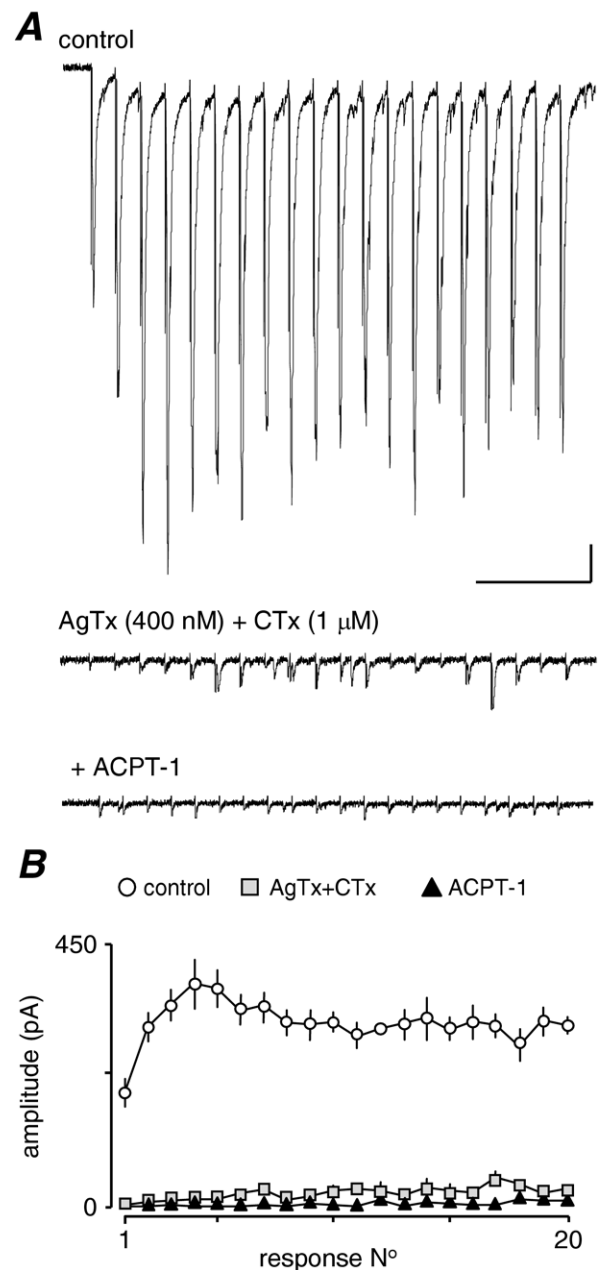 A
control
AgTx (400 nM) + CTx (1 μM)
+ ACPT-1
B
control AgTx+CTx ACPT-1
450
amplitude (pA)
0
1 20
response Nº